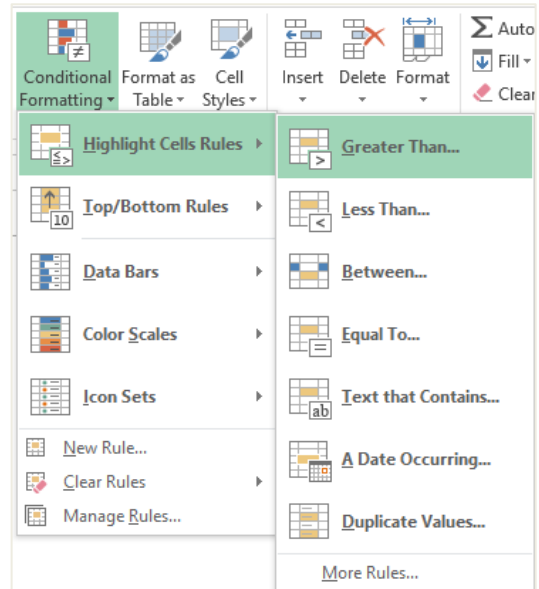 Conditional Formatting
Format as Table
Cell Styles
Insert
Delete
Format
Auto
Fill
Clear
Highlight Cells Rules
Top/Bottom Rules
10
Data Bars
Color Scales
Icon Sets
New Rule...
Clear Rules
Manage Rules...
Greater Than...
Less Than...
Between...
Equal To...
Text that Contains...
ab
A Date Occurring...
Duplicate Values...
More Rules...